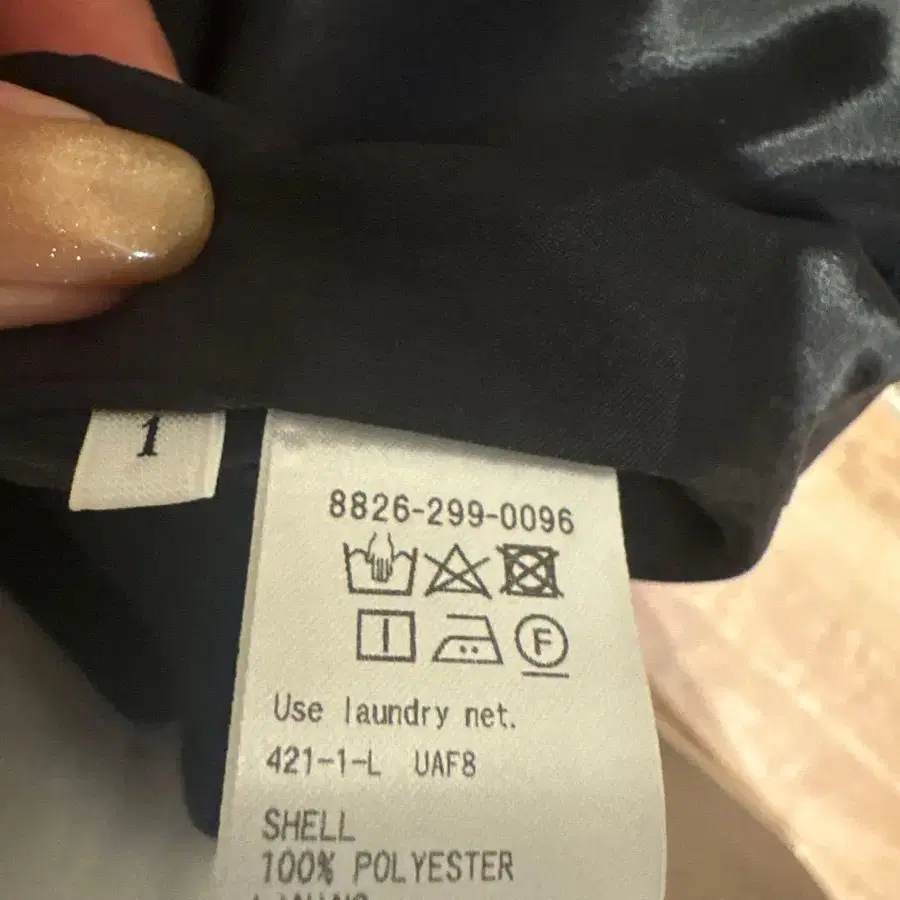 1
8826-299-0096
F
Use laundry net.
421-1-L UAF8
SHELL
100% POLYESTER